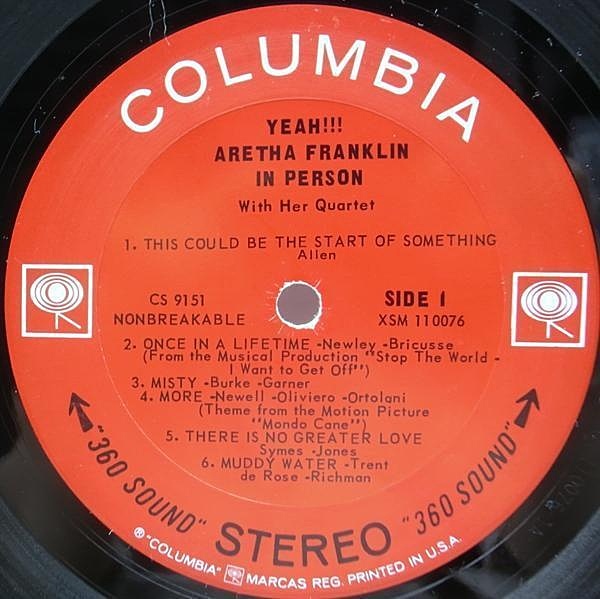 COLUMBIA
YEAH!!!
ARETHA FRANKLIN
IN PERSON
With Her Quartet
1. THIS COULD BE THE START OF SOMETHING
Allen
CS 9151
NONBREAKABLE
SIDE 1
XSM 110076
2. ONCE IN A LIFETIME -Newley -Bricusse
(From the Musical Production "Stop The World -
I Want to Get Off")
3. MISTY -Burke -Garner
4. MORE -Newell -Oliviero -Ortolani
(Theme from the Motion Picture
"Mondo Cane")
5. THERE IS NO GREATER LOVE
Symes -Jones
6. MUDDY WATER -Trent
de Rose -Richman
"360 SOUND" STEREO "360 SOUND"
® "COLUMBIA" MARCAS REG. PRINTED IN U.S.A.